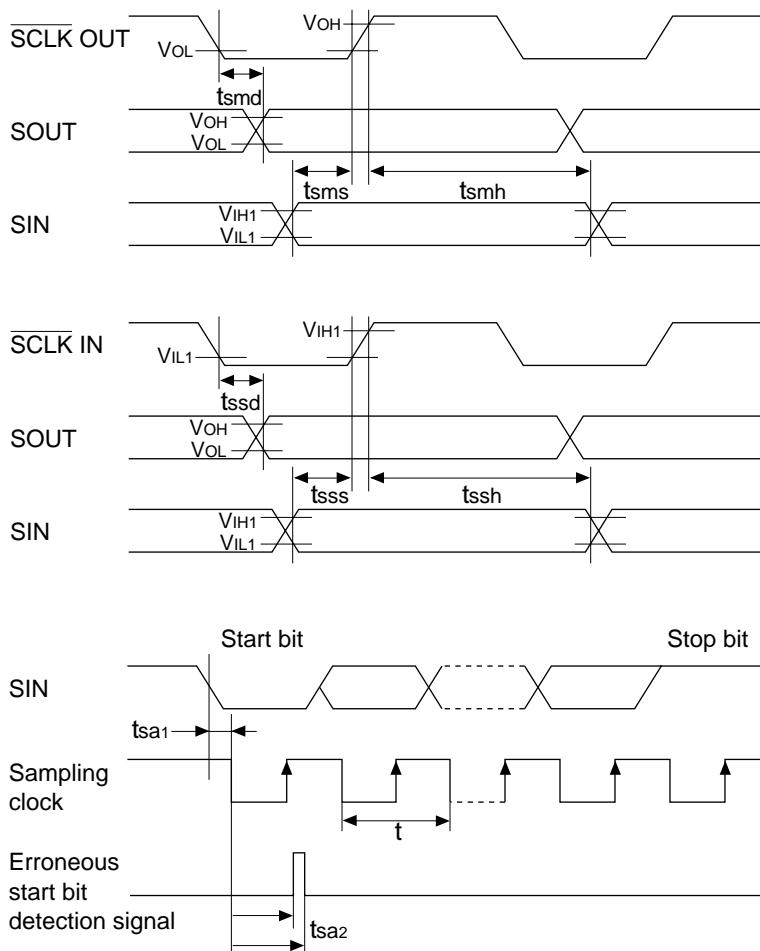 SCLK OUT
VOH
VOL
tsmd
SOUT
VOH
VOL
tsms
tsmh
SIN
VIH1
VIL1
SCLK IN
VIH1
VIL1
tssd
SOUT
VOH
VOL
tsss
tssh
SIN
VIH1
VIL1
Start bit
Stop bit
SIN
tsa1
Sampling
clock
t
Erroneous
start bit
detection signal
tsa2